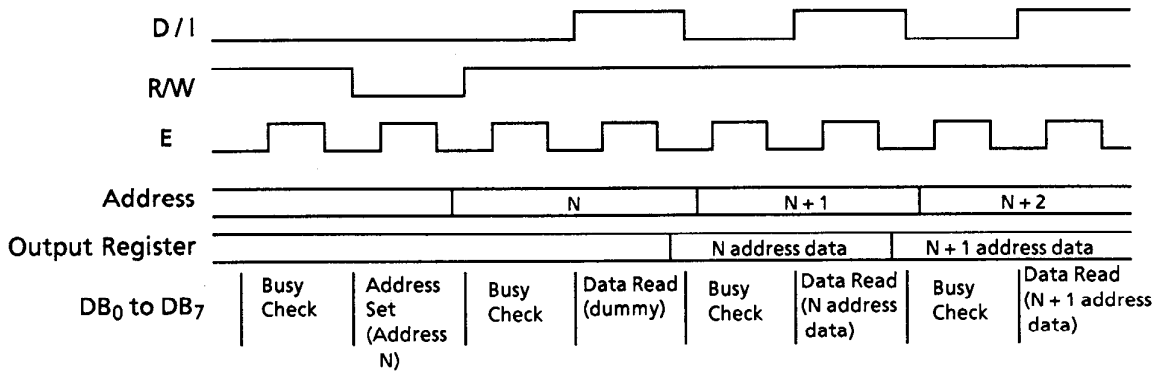 D/I
R/W
E
Address
N
N + 1
N + 2
Output Register
N address data
N + 1 address data
DB0 to DB7
Busy
Check
Address
Set
(Address
N)
Busy
Check
Data Read
(dummy)
Busy
Check
Data Read
(N address
data)
Busy
Check
Data Read
(N + 1 address
data)